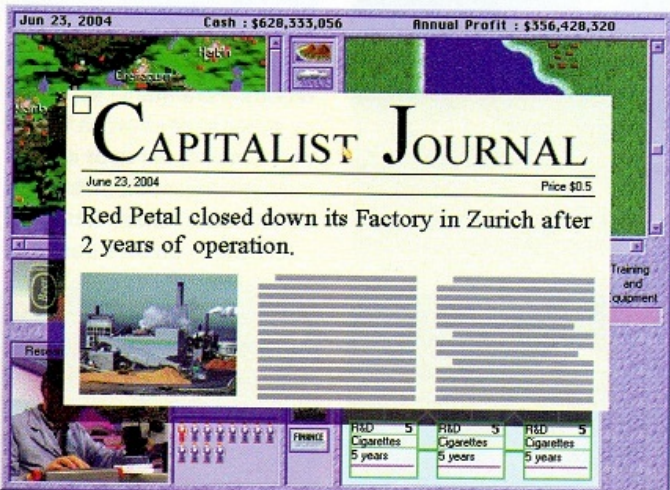 Jun 23, 2004 Cash : $628,333,056 Annual Profit : $356,428,320
CAPITALIST JOURNAL
June 23, 2004 Price $0.5
Red Petal closed down its Factory in Zurich after
2 years of operation.
Beer
Training
and
Equipment
FINANCE
R&D 5 R&D 5 R&D 5
Cigarettes Cigarettes Cigarettes
5 years 5 years 5 years